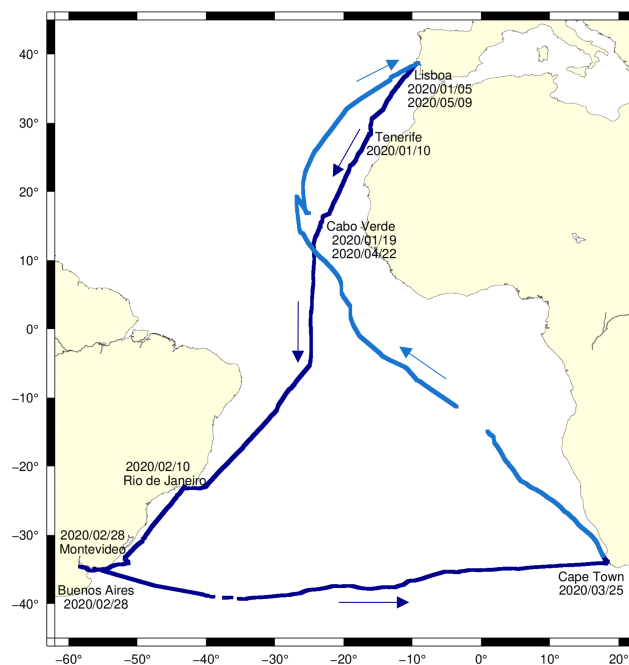 40°
30°
20°
10°
0°
−10°
−20°
−30°
−40°
Lisboa
2020/01/05
2020/05/09
Tenerife
2020/01/10
Cabo Verde
2020/01/19
2020/04/22
2020/02/10
Rio de Janeiro
2020/02/28
Montevideo
Buenos Aires
2020/02/28
Cape Town
2020/03/25
−60° −50° −40° −30° −20° −10° 0° 10° 20°